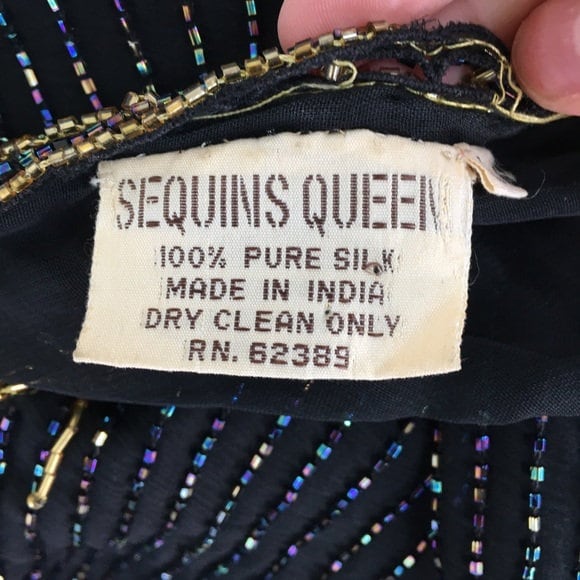 SEQUINS QUEEN
100% PURE SILK
MADE IN INDIA
DRY CLEAN ONLY
RN. 62389